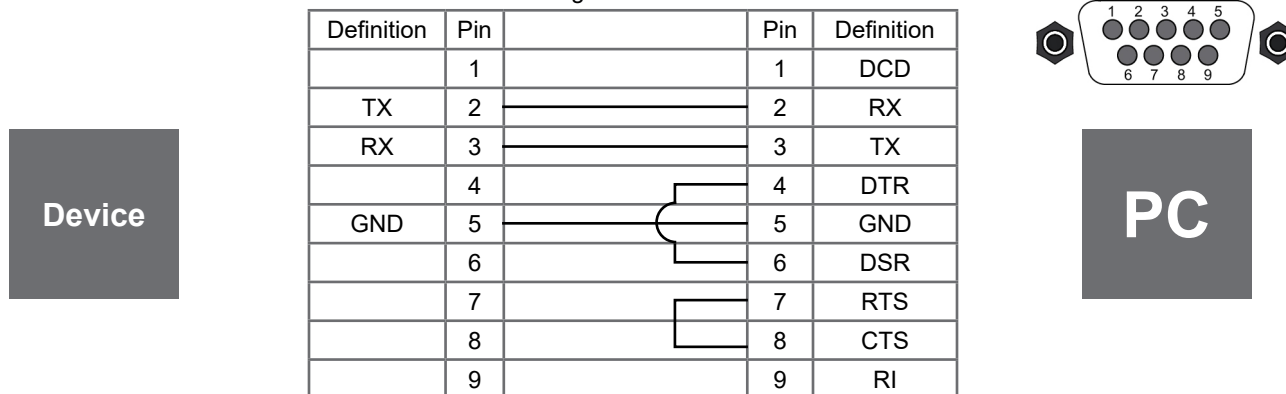 Definition Pin Pin Definition
1 1 DCD
TX 2 2 RX
RX 3 3 TX
4 4 DTR
GND 5 5 GND
6 6 DSR
7 7 RTS
8 8 CTS
9 9 RI
1 2 3 4 5
6 7 8 9
Device
PC